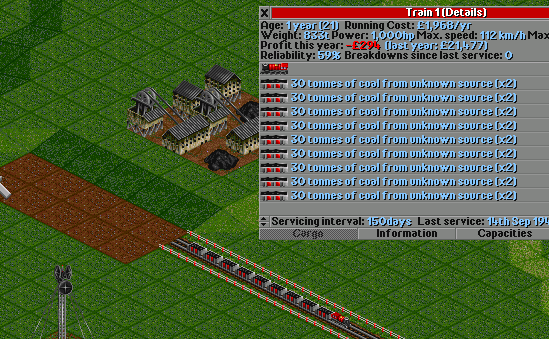 Train 1 (Details)
Age: 1 year (21) Running Cost: £1,968/yr
Weight: 833t Power: 1,000hp Max. speed: 112 km/h Max
Profit this year: -£294 (last year: £21,477)
Reliability: 59% Breakdowns since last service: 0
30 tonnes of coal from unknown source (x2)
30 tonnes of coal from unknown source (x2)
30 tonnes of coal from unknown source (x2)
30 tonnes of coal from unknown source (x2)
30 tonnes of coal from unknown source (x2)
30 tonnes of coal from unknown source (x2)
30 tonnes of coal from unknown source (x2)
30 tonnes of coal from unknown source (x2)
30 tonnes of coal from unknown source (x2)
Servicing interval: 150days Last service: 14th Sep
Cargo Information Capacities